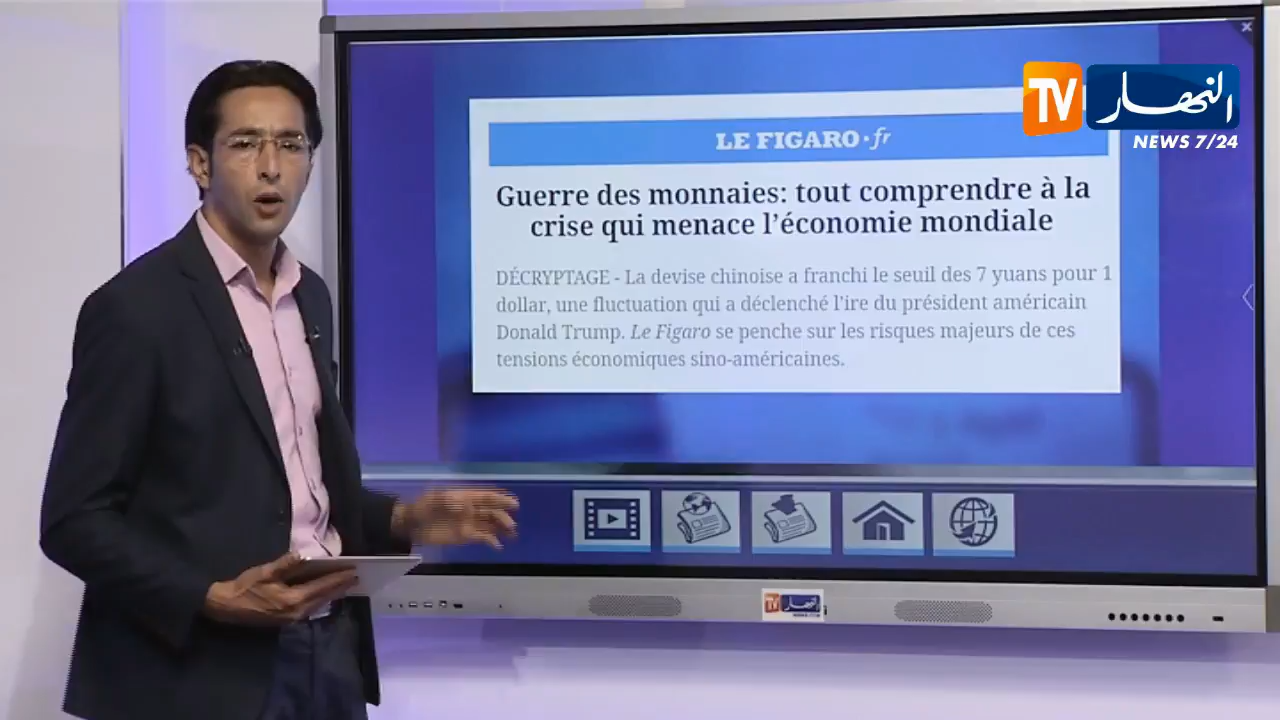 TV النهار
NEWS 7/24
LE FIGARO·fr
Guerre des monnaies: tout comprendre à la
crise qui menace l'économie mondiale
DÉCRYPTAGE - La devise chinoise a franchi le seuil des 7 yuans pour 1
dollar, une fluctuation qui a déclenché l'ire du président américain
Donald Trump. Le Figaro se penche sur les risques majeurs de ces
tensions économiques sino-américaines.
TV النهار